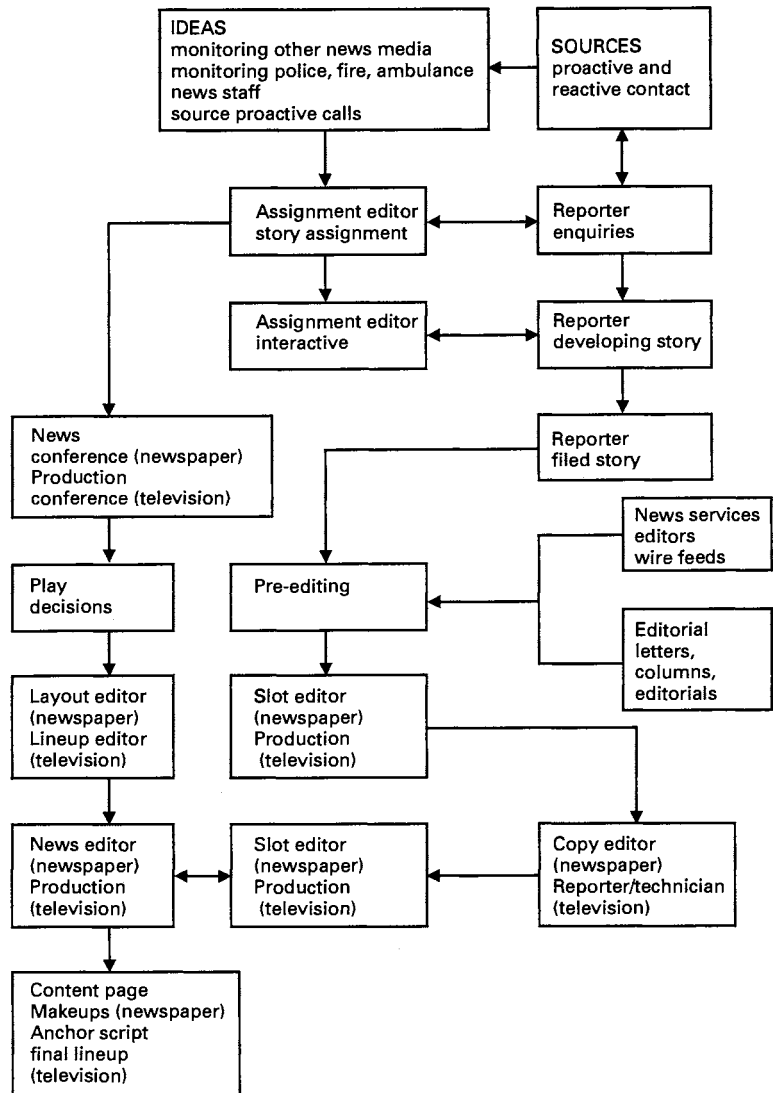 IDEAS
monitoring other news media
monitoring police, fire, ambulance
news staff
source proactive calls
SOURCES
proactive and
reactive contact
Assignment editor
story assignment
Reporter
enquiries
Assignment editor
interactive
Reporter
developing story
News
conference (newspaper)
Production
conference (television)
Reporter
filed story
News services
editors
wire feeds
Play
decisions
Pre-editing
Editorial
letters,
columns,
editorials
Layout editor
(newspaper)
Lineup editor
(television)
Slot editor
(newspaper)
Production
(television)
News editor
(newspaper)
Production
(television)
Slot editor
(newspaper)
Production
(television)
Copy editor
(newspaper)
Reporter/technician
(television)
Content page
Makeups (newspaper)
Anchor script
final lineup
(television)